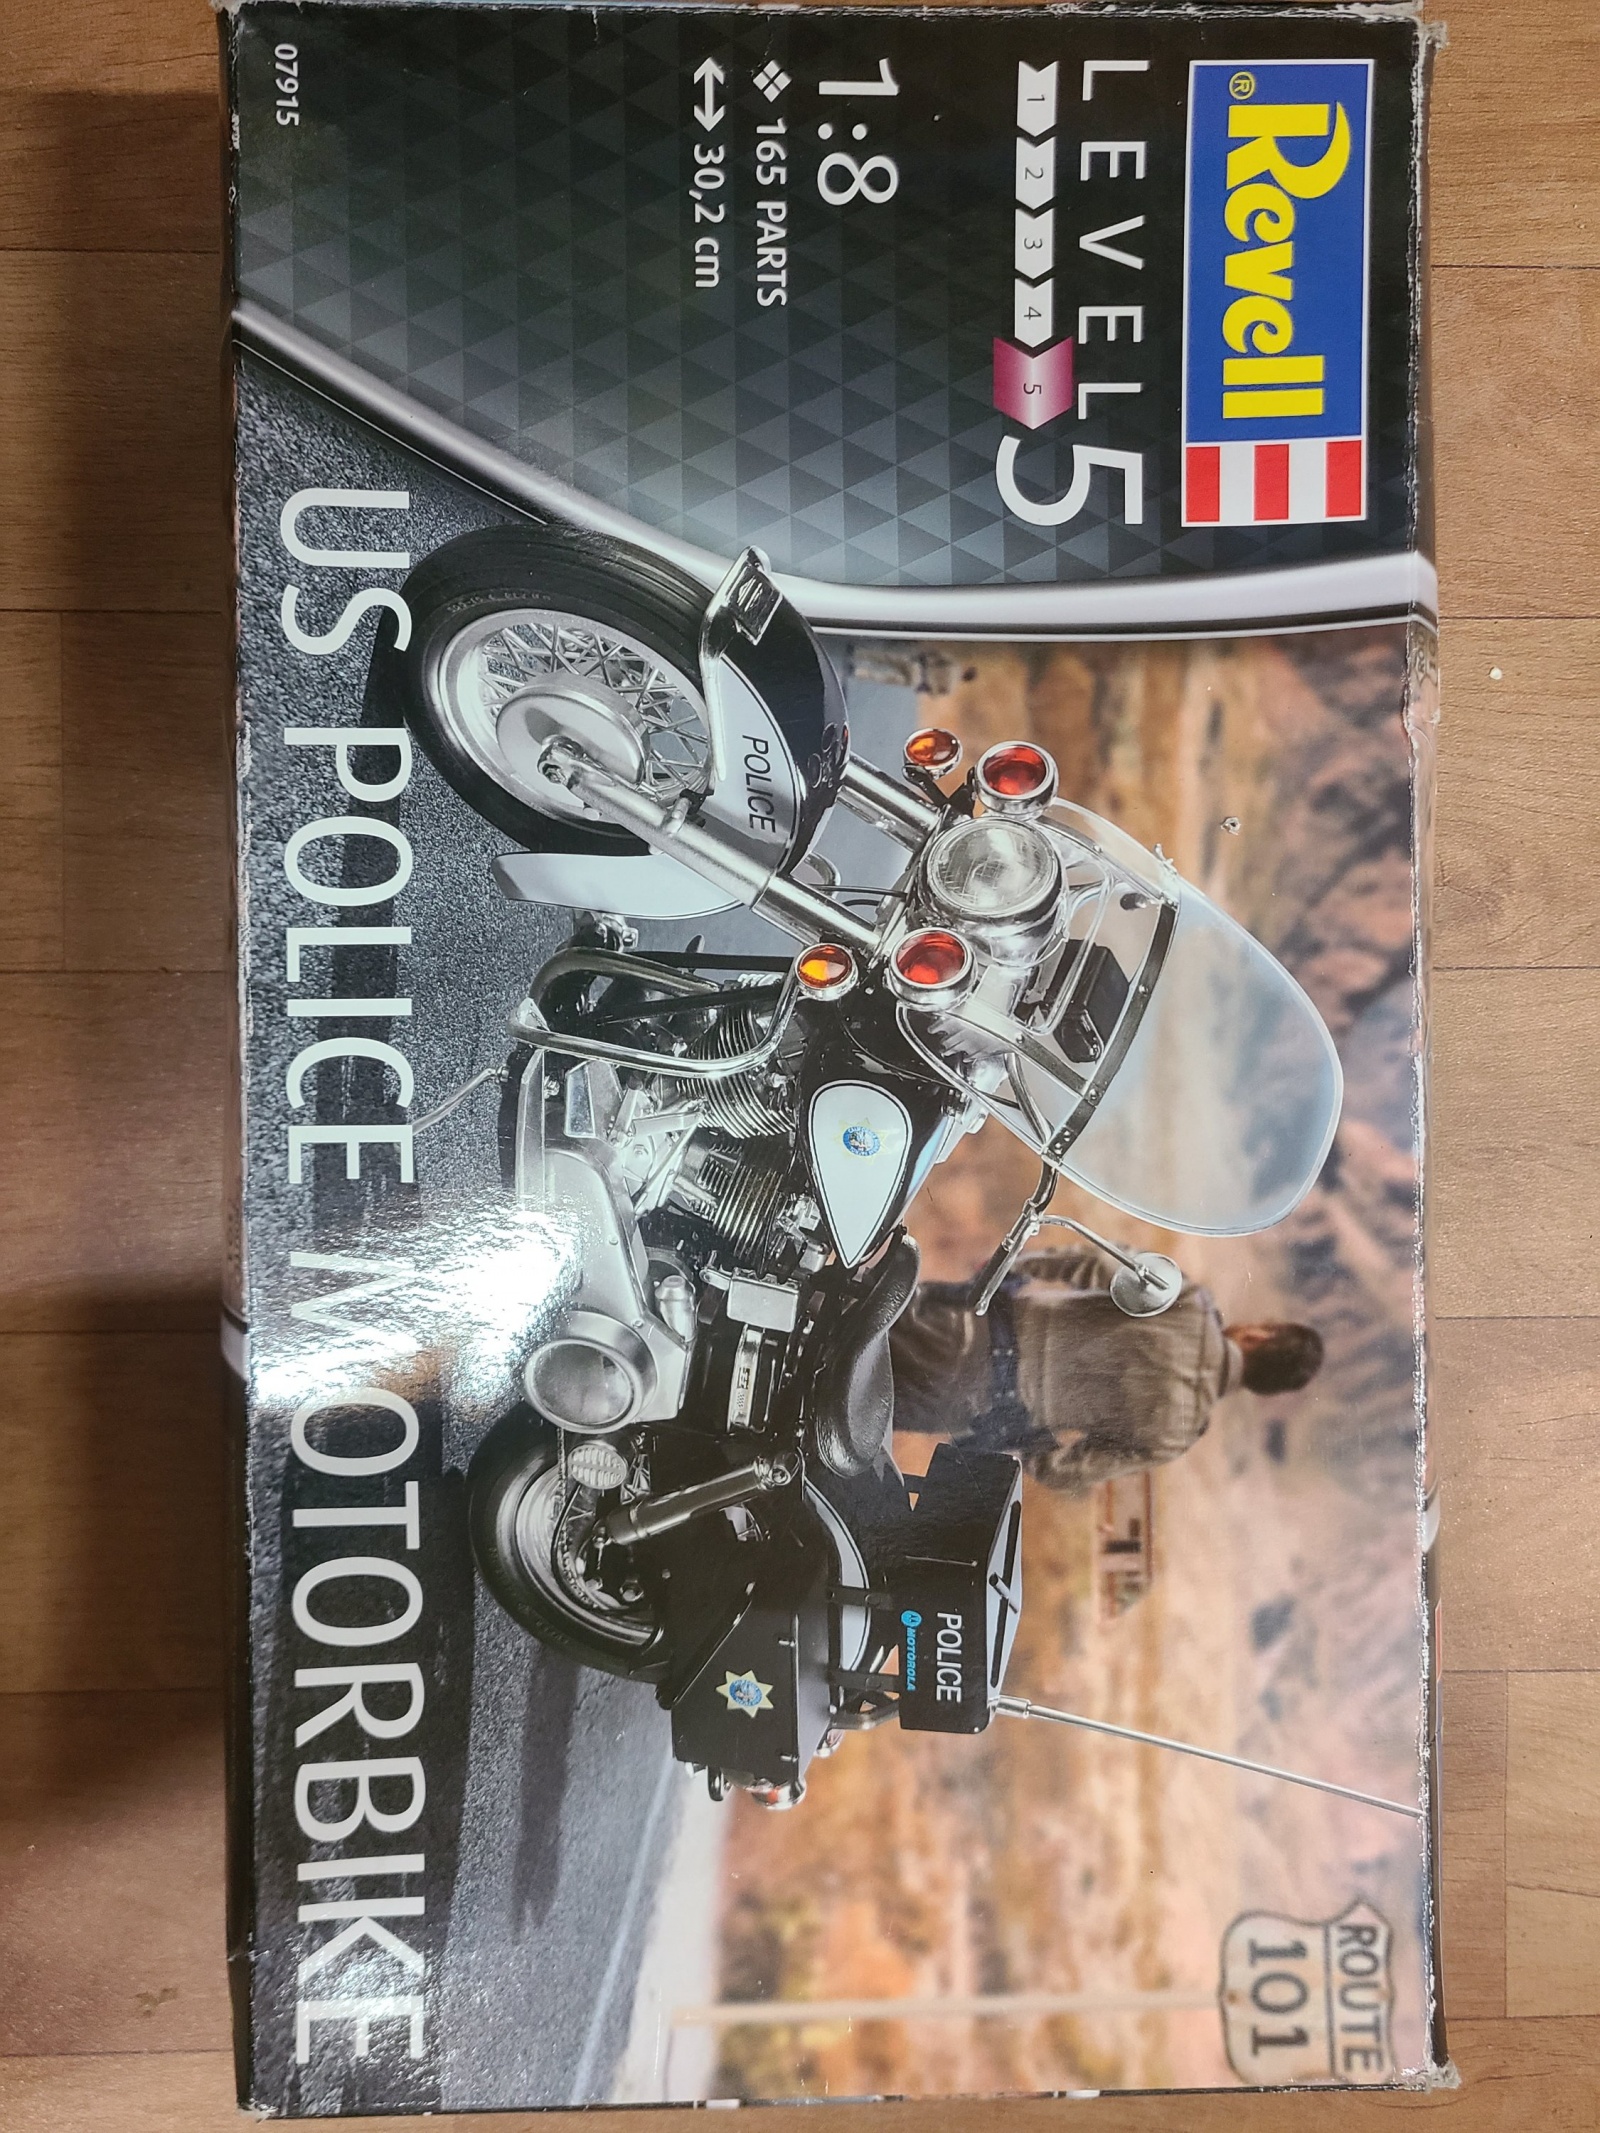 Revell®
LEVEL 5
1 2 3 4 5
1:8
165 PARTS
30,2 cm
07915
US POLICE MOTORBIKE
POLICE
POLICE
MOTOROLA
ROUTE
101